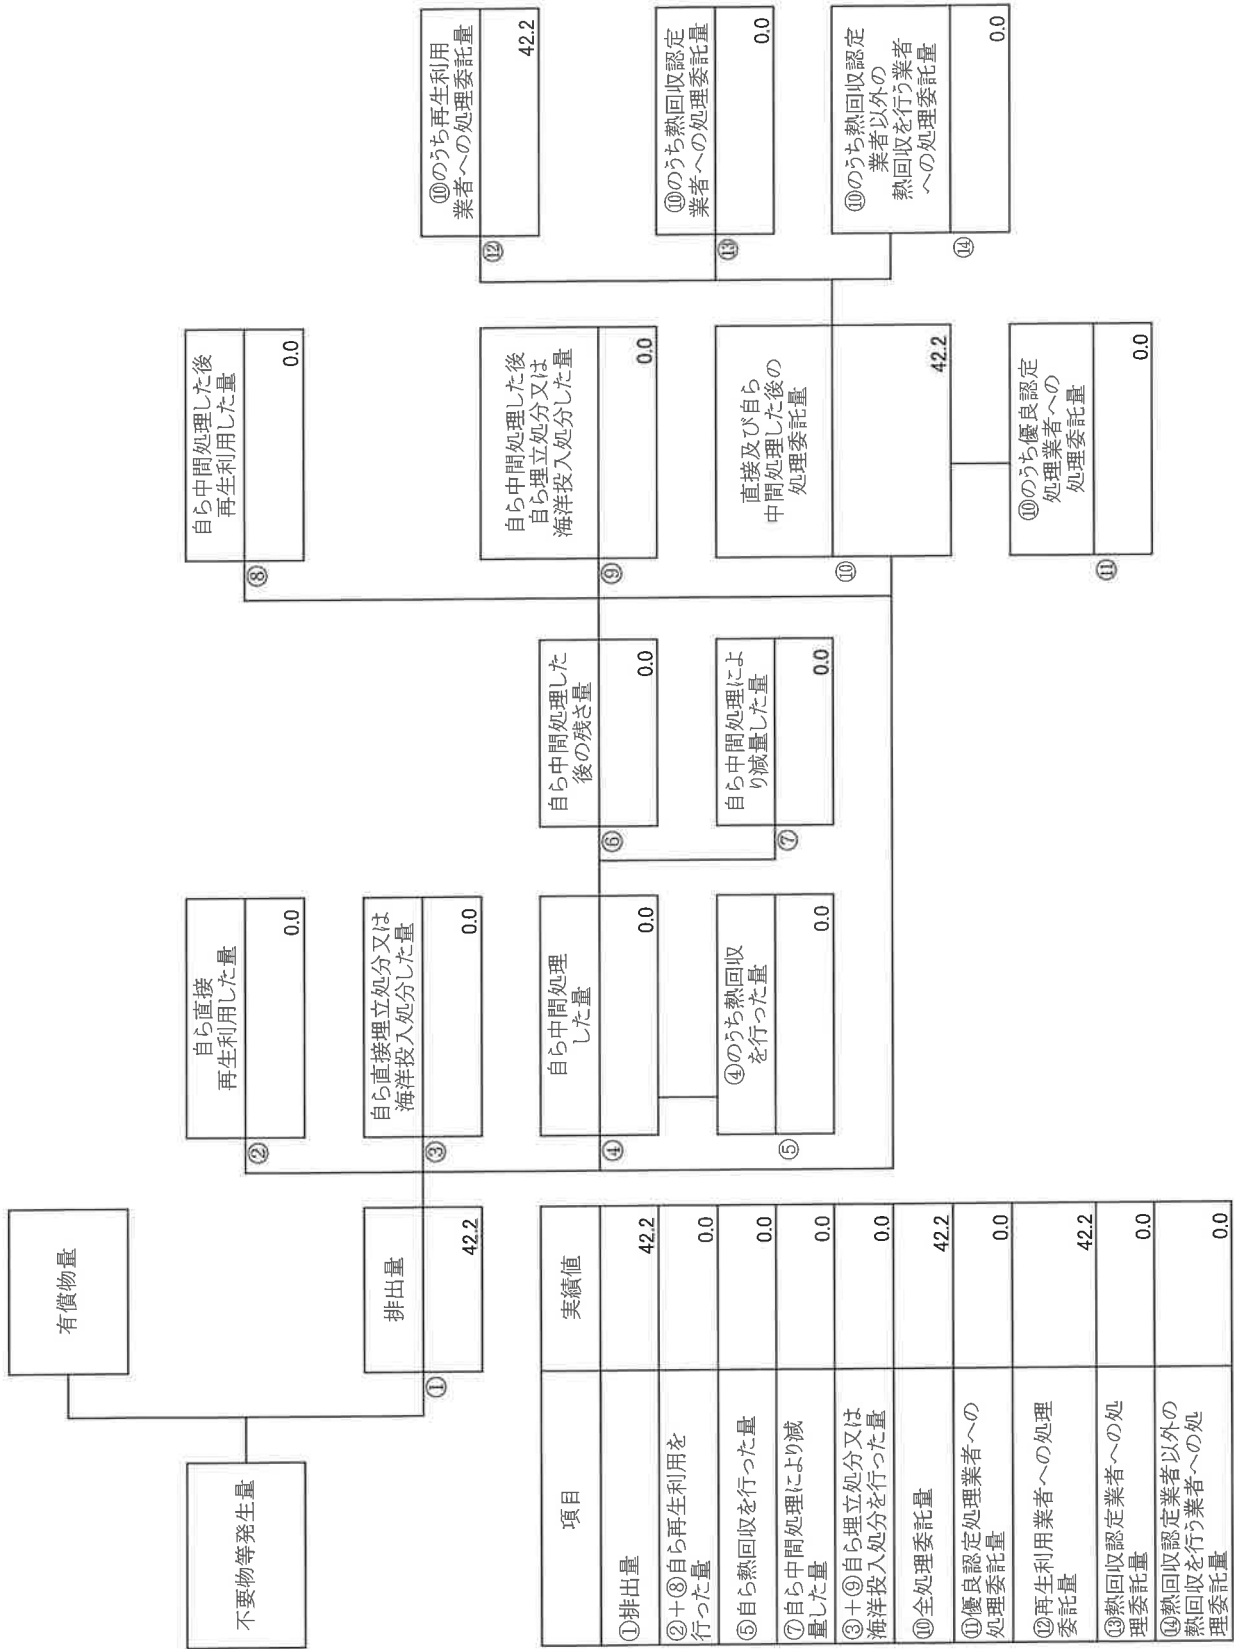 不要物等発生量
有償物量
排出量
①
42.2
自ら直接
再生利用した量
②
0.0
自ら直接埋立処分又は
海洋投入処分した量
③
0.0
自ら中間処理
した量
④
0.0
④のうち熱回収
を行った量
⑤
0.0
自ら中間処理した
後の残さ量
⑥
0.0
自ら中間処理によ
り減量した量
⑦
0.0
自ら中間処理した後
再生利用した量
⑧
0.0
自ら中間処理した後
自ら埋立処分又は
海洋投入処分した量
⑨
0.0
直接及び自ら
中間処理した後の
処理委託量
⑩
42.2
⑩のうち優良認定
処理業者への
処理委託量
⑪
0.0
⑩のうち再生利用
業者への処理委託量
⑫
42.2
⑩のうち熱回収認定
業者への処理委託量
⑬
0.0
⑩のうち熱回収認定
業者以外の
熱回収を行う業者
への処理委託量
⑭
0.0
項目 実績値
①排出量 42.2
②+⑧自ら再生利用を
行った量 0.0
⑤自ら熱回収を行った量 0.0
⑦自ら中間処理により減
量した量 0.0
③+⑨自ら埋立処分又は
海洋投入処分を行った量 0.0
⑩全処理委託量 42.2
⑪優良認定処理業者への
処理委託量 0.0
⑫再生利用業者への処理
委託量 42.2
⑬熱回収認定業者への処
理委託量 0.0
⑭熱回収認定業者以外の
熱回収を行う業者への処
理委託量 0.0